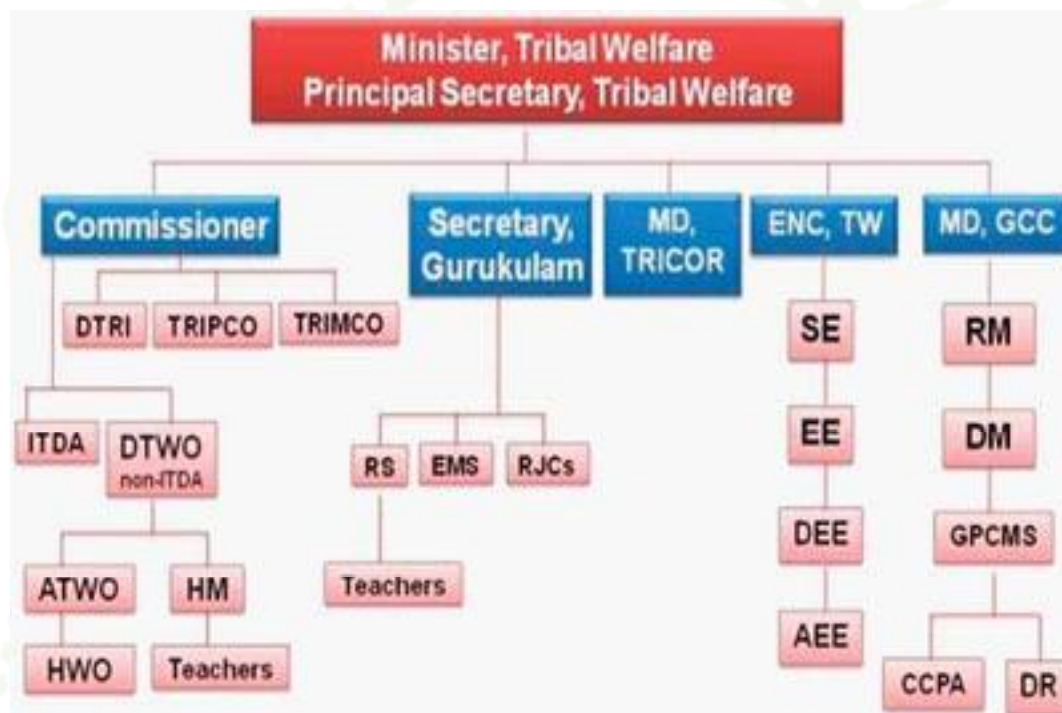 Minister, Tribal Welfare
Principal Secretary, Tribal Welfare
Commissioner
Secretary,
Gurukulam
MD,
TRICOR
ENC, TW
MD, GCC
DTRI
TRIPCO
TRIMCO
ITDA
DTWO
non-ITDA
ATWO
HM
HWO
Teachers
RS
EMS
RJCs
Teachers
SE
EE
DEE
AEE
RM
DM
GPCMS
CCPA
DR